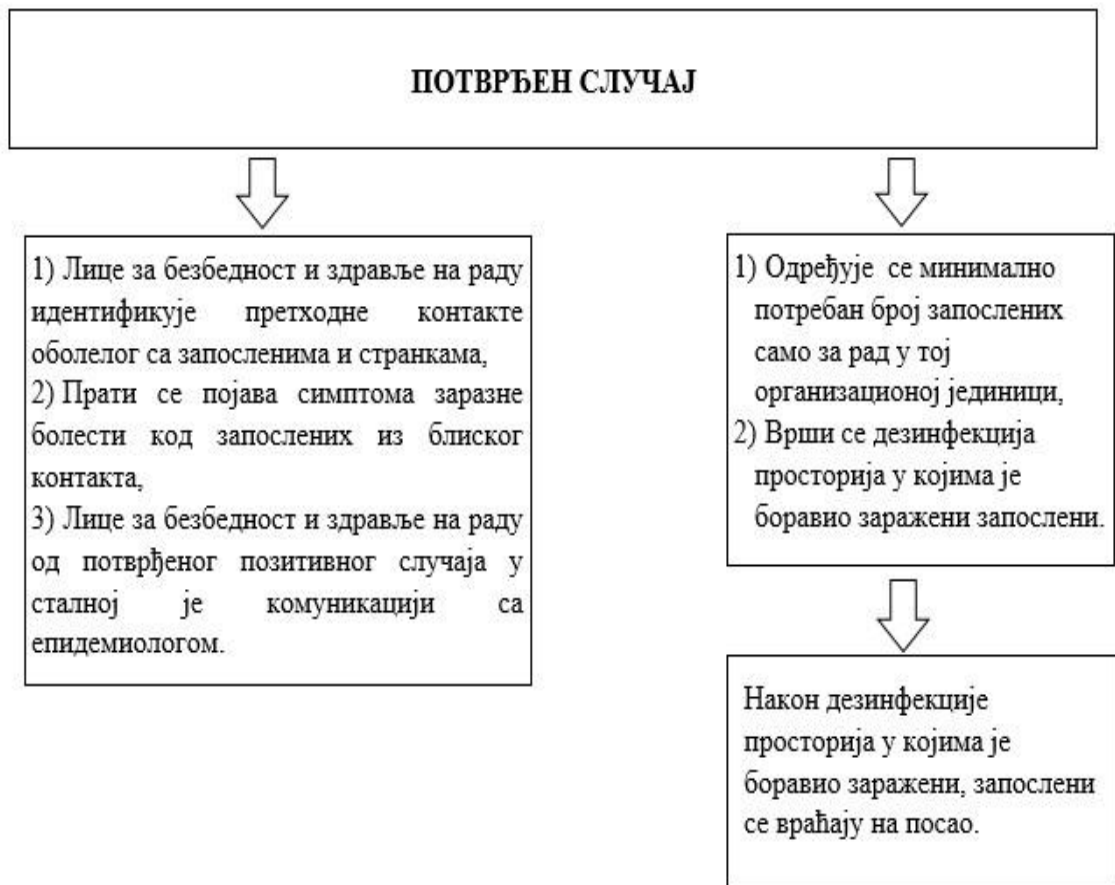 ПОТВРЂЕН СЛУЧАЈ
1) Лице за безбедност и здравље на раду
идентификује претходне контакте
оболелог са запосленима и странкама,
2) Прати се појава симптома заразне
болести код запослених из блиског
контакта,
3) Лице за безбедност и здравље на раду
од потврђеног позитивног случаја у
сталној је комуникацији са
епидемиологом.
1) Одређује се минимално
потребан број запослених
само за рад у тој
организационој јединици,
2) Врши се дезинфекција
просторија у којима је
боравио заражени запослени.
Након дезинфекције
просторија у којима је
боравио заражени, запослени
се враћају на посао.